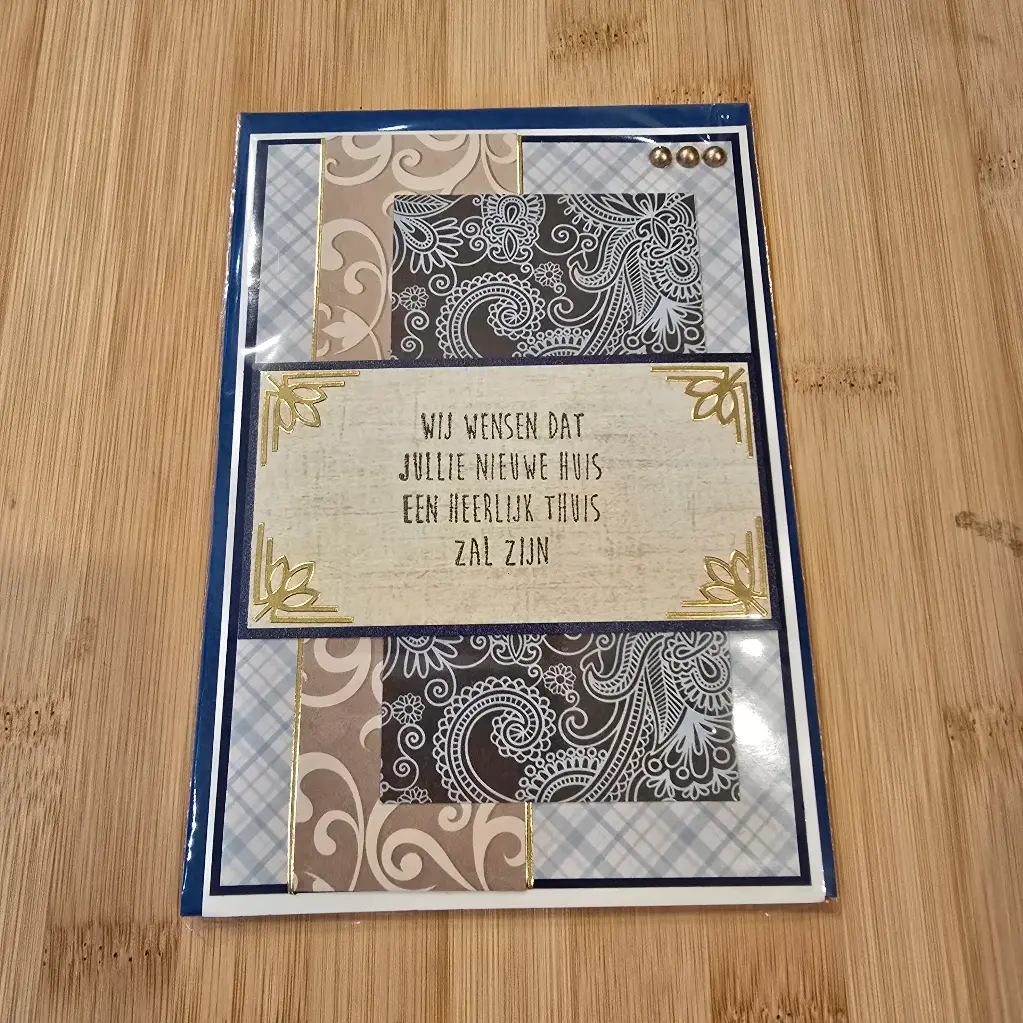 WIJ WENSEN DAT
JULLIE NIEUWE HUIS
EEN HEERLIJK THUIS
ZAL ZIJN